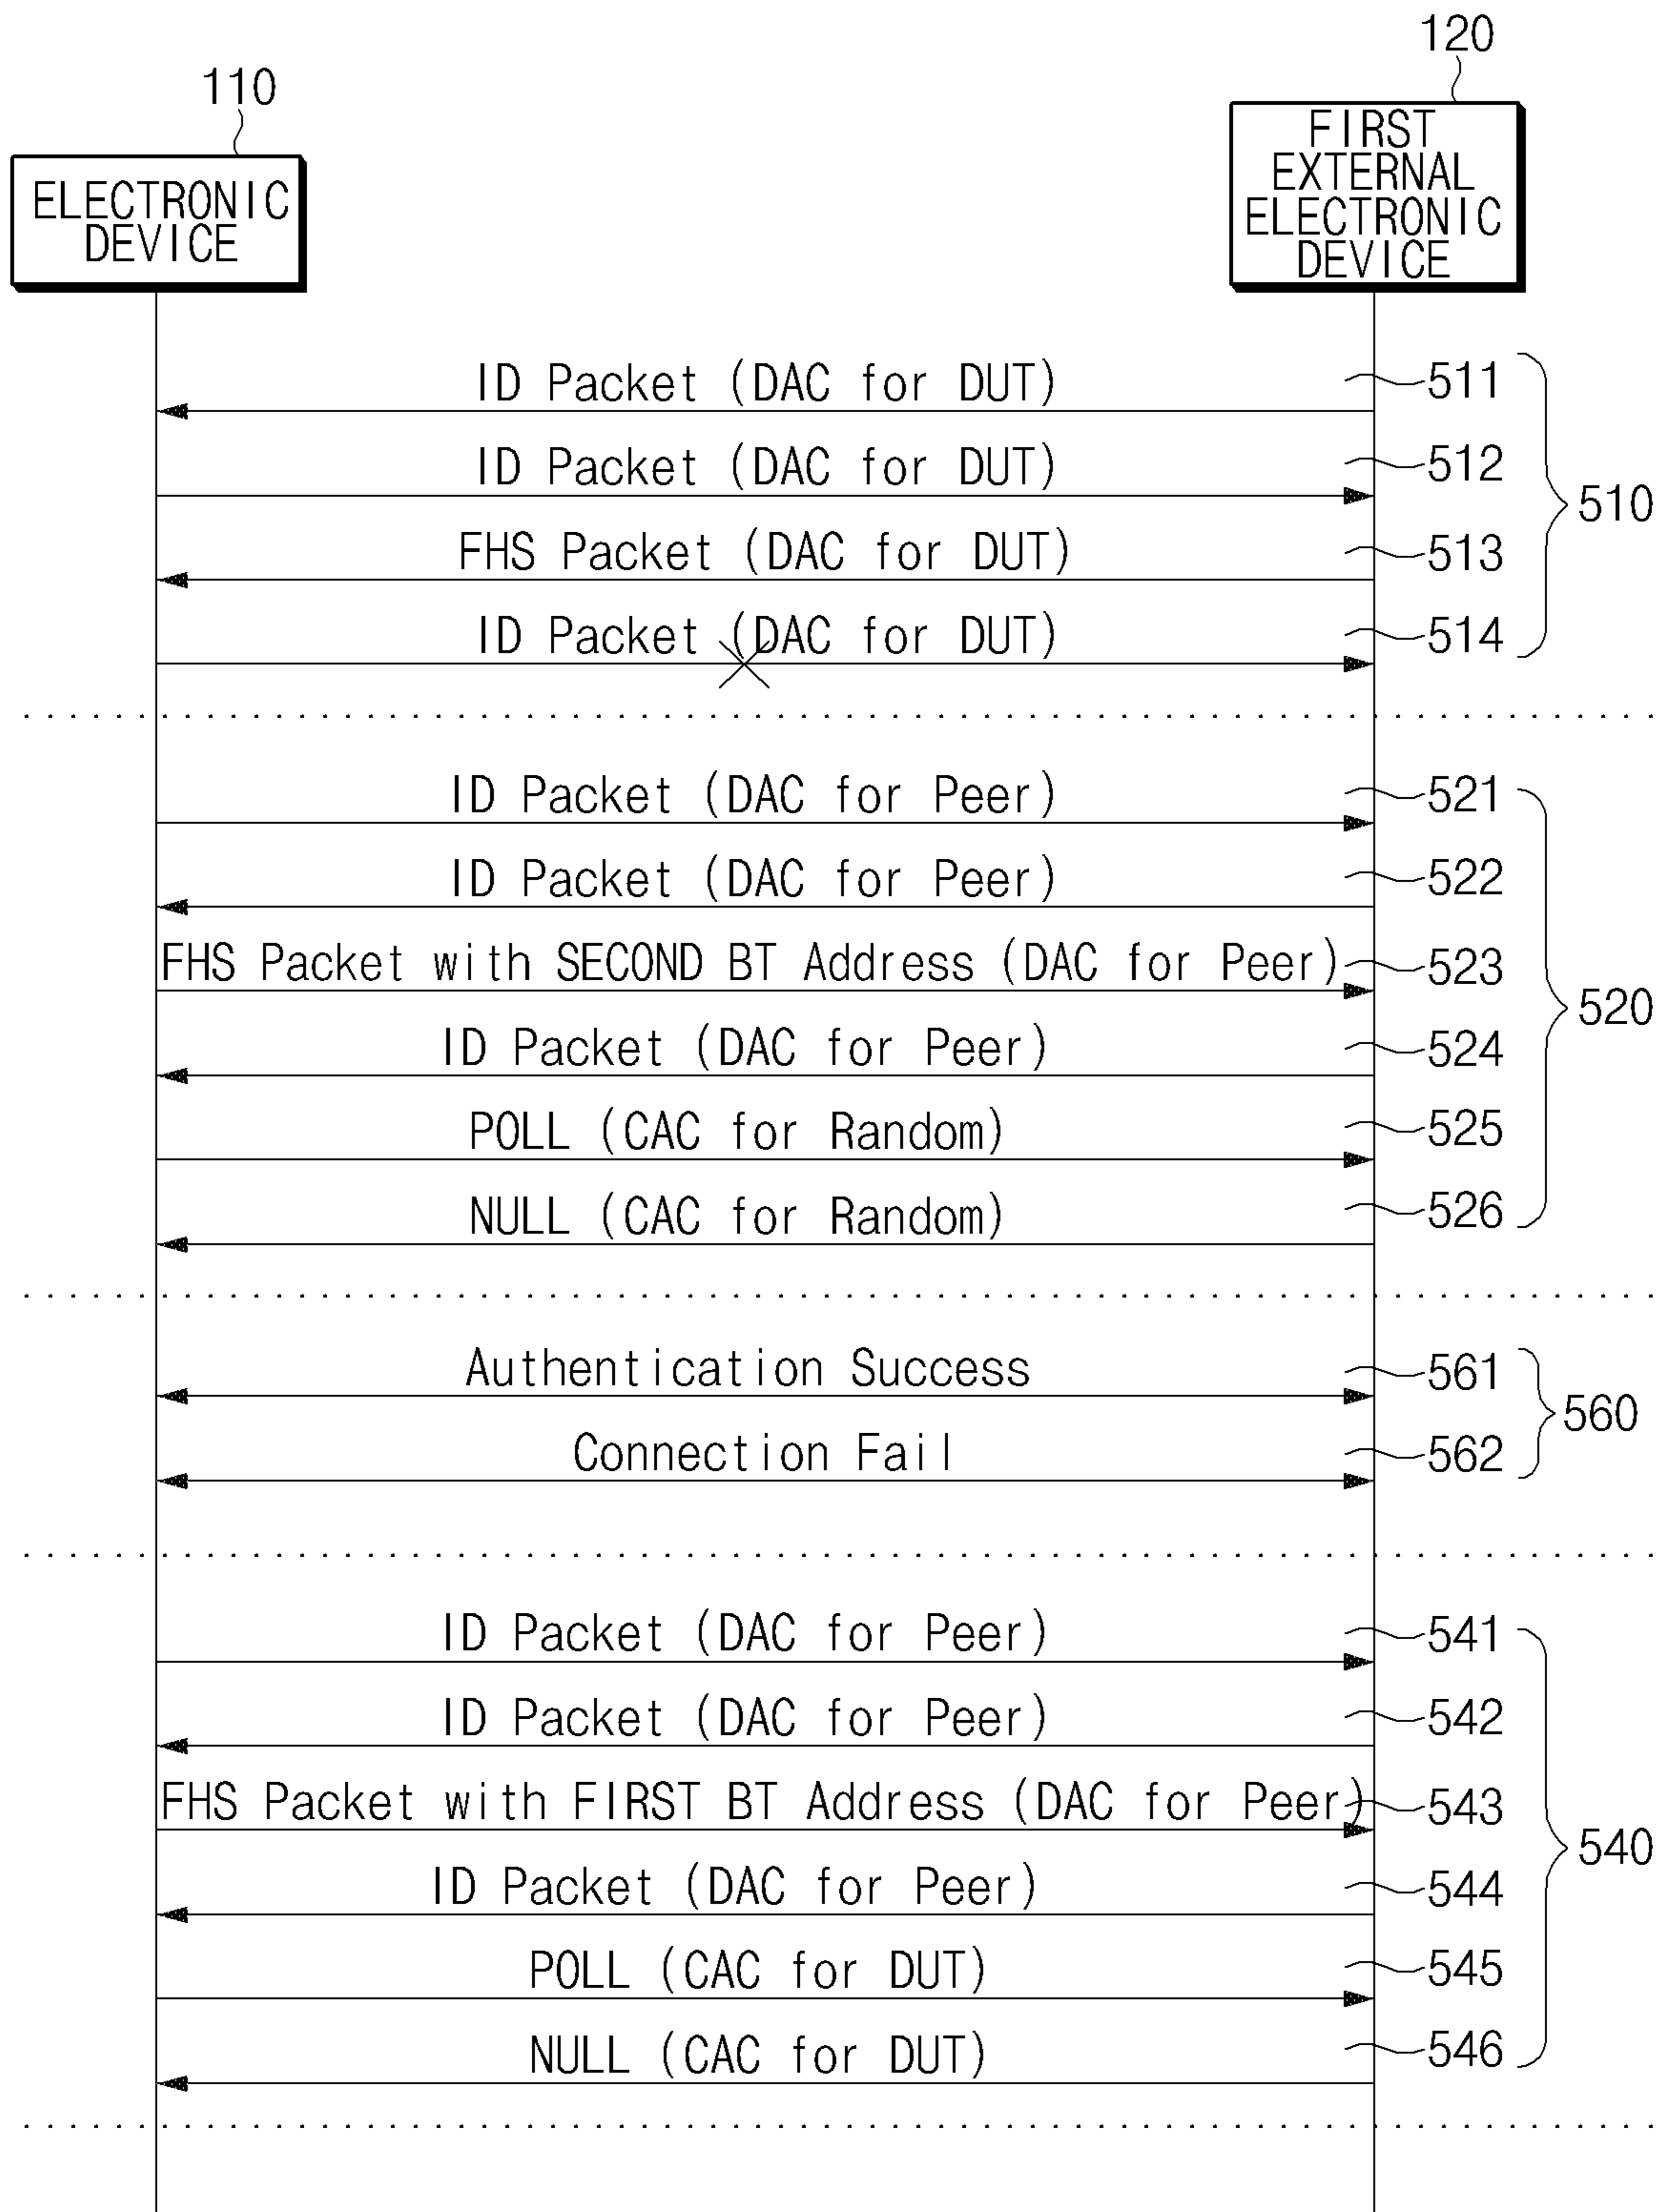 120
110
FIRST
EXTERNAL
ELECTRONIC
DEVICE
ELECTRONIC
DEVICE
ID Packet (DAC for DUT) 511
ID Packet (DAC for DUT) 512
510
FHS Packet (DAC for DUT) 513
ID Packet (DAC for DUT) 514
ID Packet (DAC for Peer) 521
ID Packet (DAC for Peer) 522
FHS Packet with SECOND BT Address (DAC for Peer) 523
520
ID Packet (DAC for Peer) 524
POLL (CAC for Random) 525
NULL (CAC for Random) 526
Authentication Success 561
560
Connection Fail 562
ID Packet (DAC for Peer) 541
ID Packet (DAC for Peer) 542
FHS Packet with FIRST BT Address (DAC for Peer) 543
540
ID Packet (DAC for Peer) 544
POLL (CAC for DUT) 545
NULL (CAC for DUT) 546